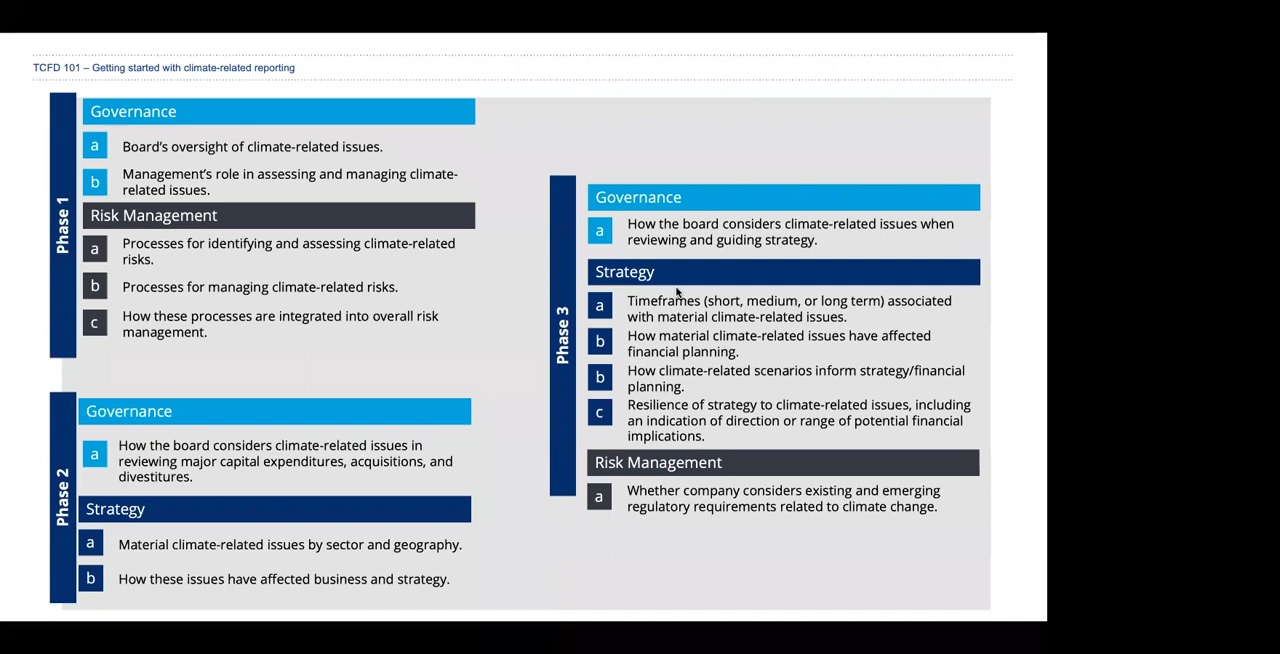 TCFD 101 – Getting started with climate-related reporting
Phase 1
Governance
a
Board's oversight of climate-related issues.
b
Management's role in assessing and managing climate-
related issues.
Risk Management
a
Processes for identifying and assessing climate-related
risks.
b
Processes for managing climate-related risks.
c
How these processes are integrated into overall risk
management.
Phase 2
Governance
a
How the board considers climate-related issues in
reviewing major capital expenditures, acquisitions, and
divestitures.
Strategy
a
Material climate-related issues by sector and geography.
b
How these issues have affected business and strategy.
Phase 3
Governance
a
How the board considers climate-related issues when
reviewing and guiding strategy.
Strategy
a
Timeframes (short, medium, or long term) associated
with material climate-related issues.
b
How material climate-related issues have affected
financial planning.
b
How climate-related scenarios inform strategy/financial
planning.
c
Resilience of strategy to climate-related issues, including
an indication of direction or range of potential financial
implications.
Risk Management
a
Whether company considers existing and emerging
regulatory requirements related to climate change.